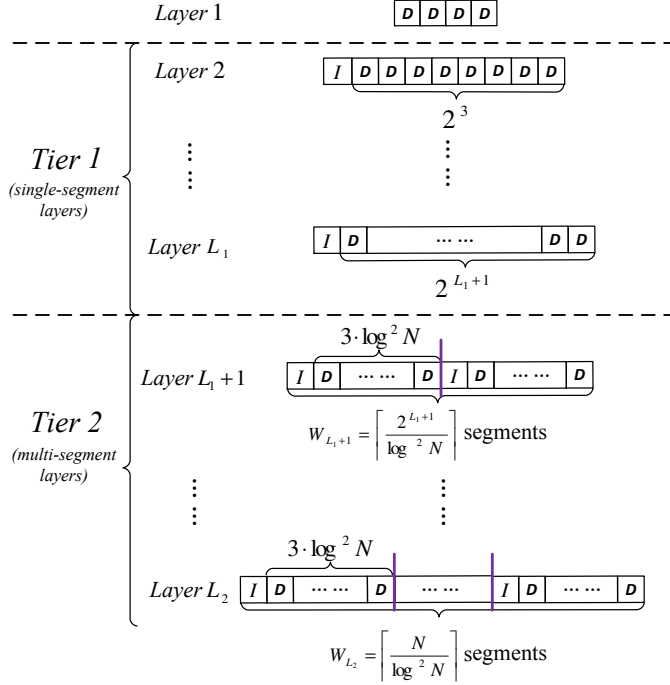 Layer 1
D D D D
Layer 2
I D D D D D D D D
2^3
Tier 1
(single-segment
layers)
⋮ ⋮
⋮ ⋮
Layer L_1
I D ⋯⋯ D D
2^{L_1+1}
3·log^2 N
Layer L_1+1
I D ⋯⋯ D I D ⋯⋯ D
Tier 2
(multi-segment
layers)
W_{L_1+1} = ⌈2^{L_1+1} / log^2 N⌉ segments
⋮ ⋮
⋮ ⋮
3·log^2 N
Layer L_2
I D ⋯⋯ D ⋯⋯ I D ⋯⋯ D
W_{L_2} = ⌈N / log^2 N⌉ segments